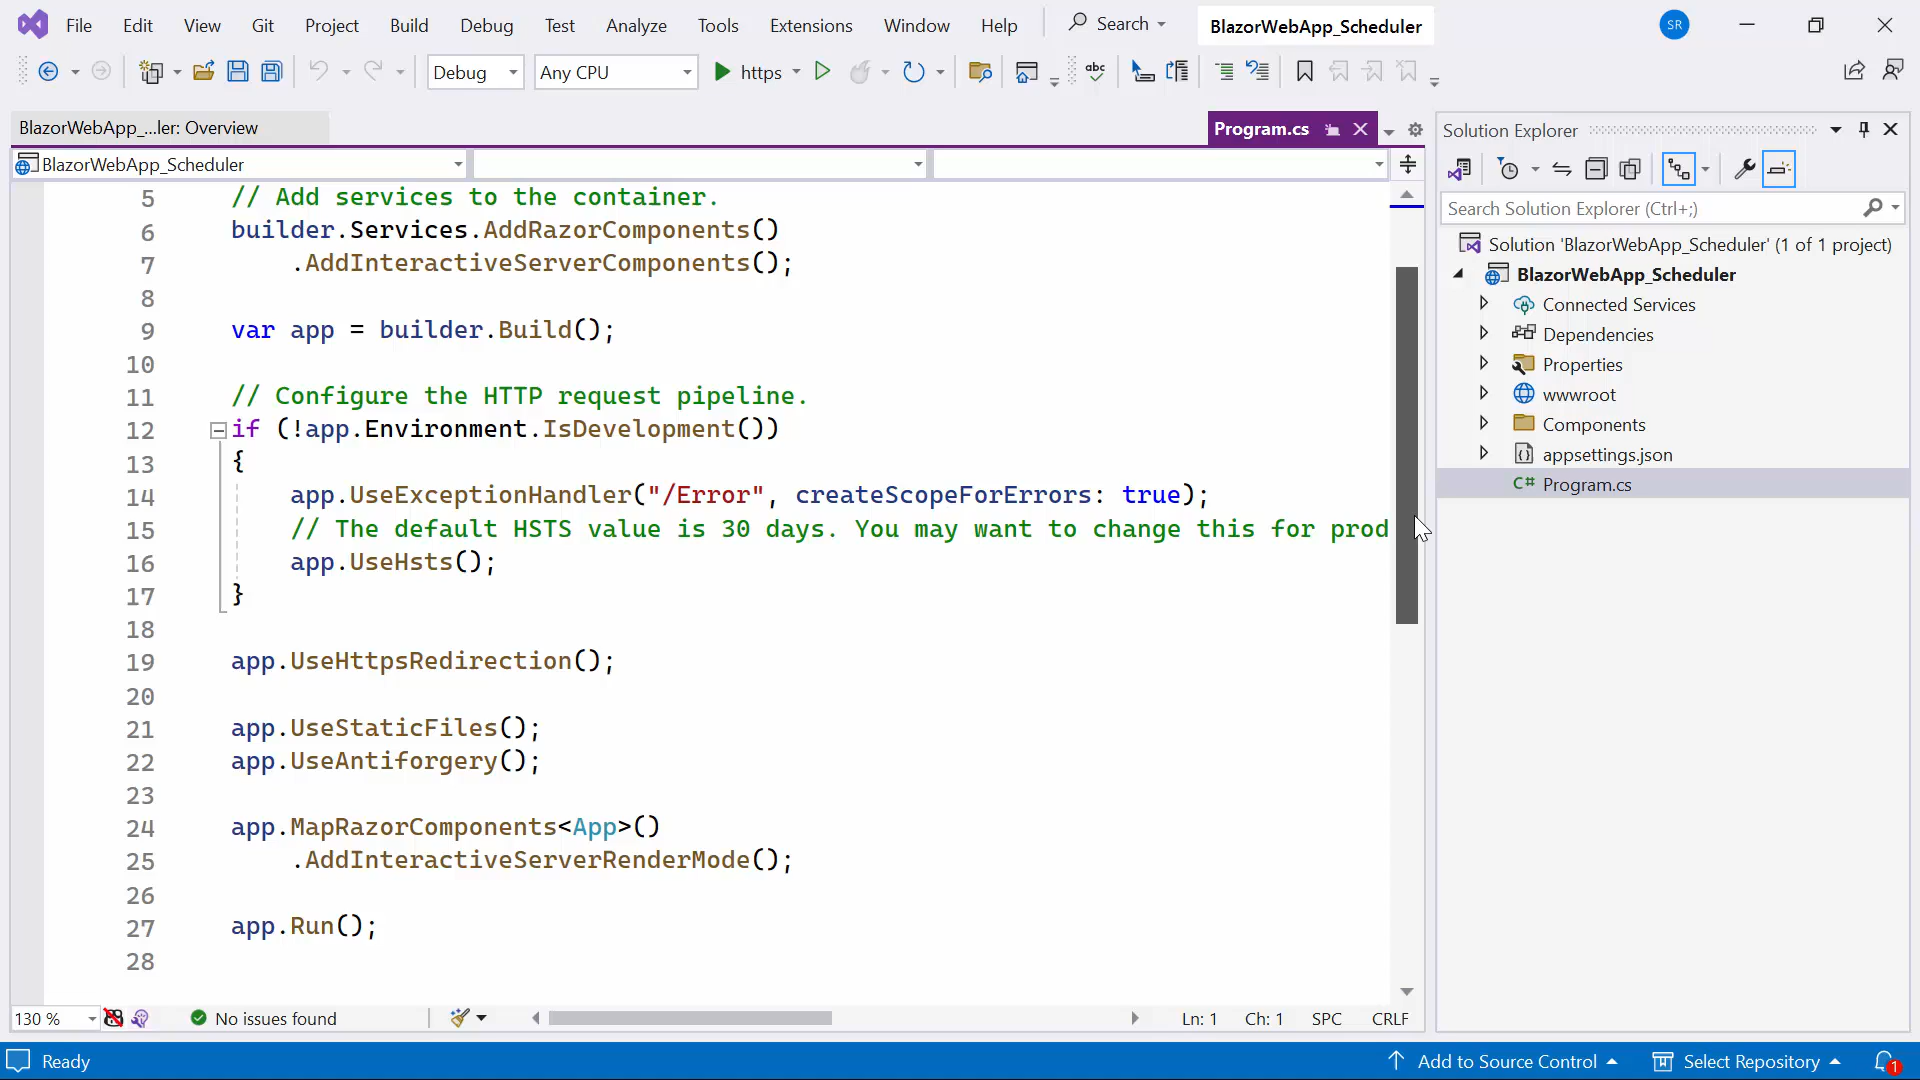 File Edit View Git Project Build Debug Test Analyze Tools Extensions Window Help Search BlazorWebApp_Scheduler SR
Debug Any CPU https abc
BlazorWebApp_...ler: Overview Program.cs
BlazorWebApp_Scheduler
5 // Add services to the container.
6 builder.Services.AddRazorComponents()
7 .AddInteractiveServerComponents();
8
9 var app = builder.Build();
10
11 // Configure the HTTP request pipeline.
12 if (!app.Environment.IsDevelopment())
13 {
14 app.UseExceptionHandler("/Error", createScopeForErrors: true);
15 // The default HSTS value is 30 days. You may want to change this for prod
16 app.UseHsts();
17 }
18
19 app.UseHttpsRedirection();
20
21 app.UseStaticFiles();
22 app.UseAntiforgery();
23
24 app.MapRazorComponents<App>()
25 .AddInteractiveServerRenderMode();
26
27 app.Run();
28
130 % No issues found Ln: 1 Ch: 1 SPC CRLF
Solution Explorer
Search Solution Explorer (Ctrl+;)
Solution 'BlazorWebApp_Scheduler' (1 of 1 project)
BlazorWebApp_Scheduler
Connected Services
Dependencies
Properties
wwwroot
Components
appsettings.json
C# Program.cs
Ready Add to Source Control Select Repository 1